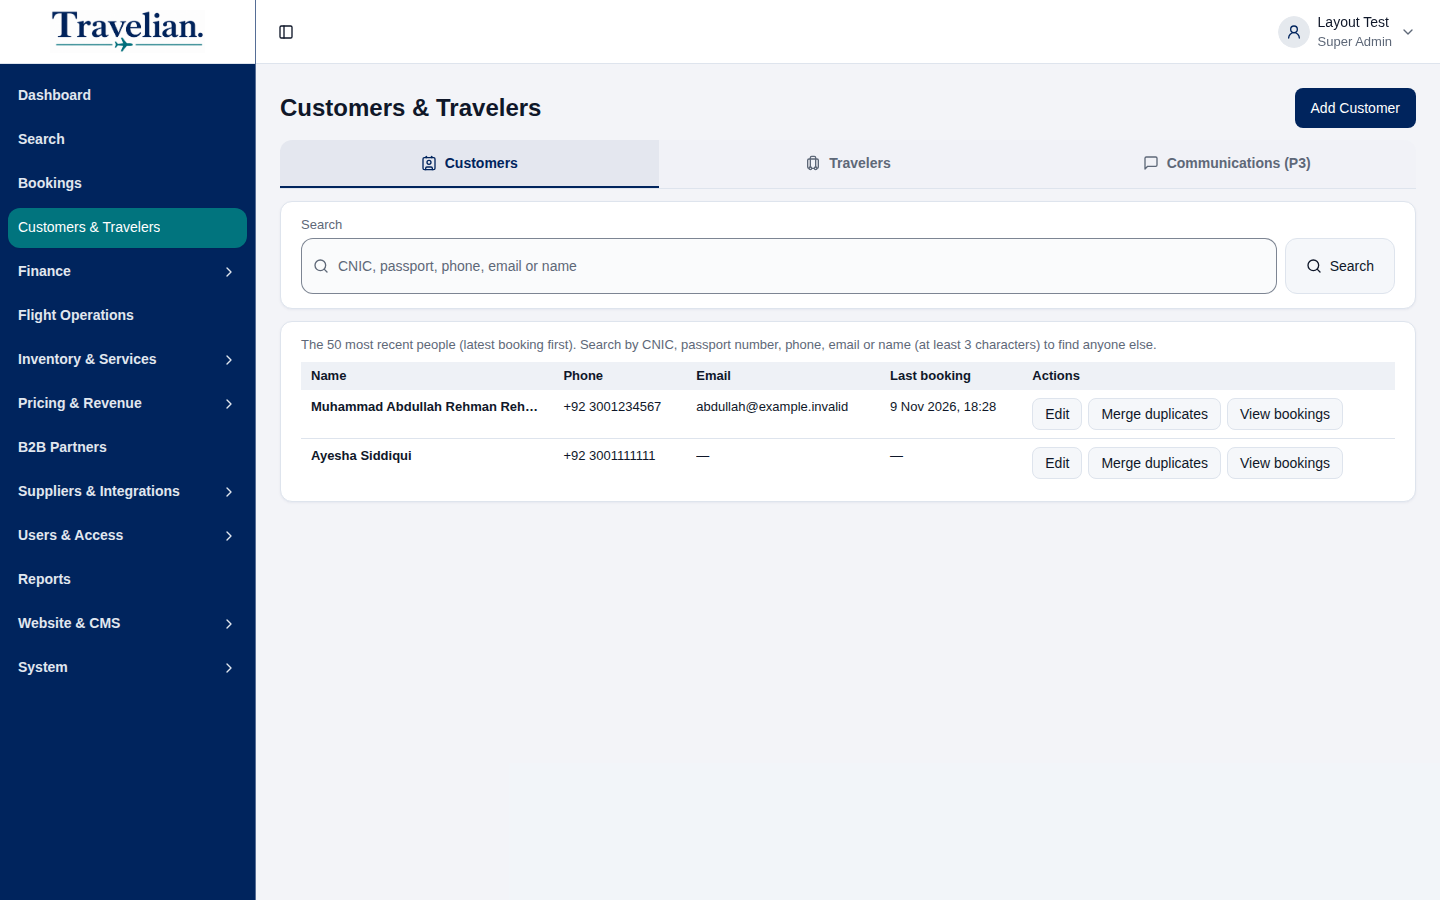 Travelian.
Layout Test
Super Admin
Dashboard
Search
Bookings
Customers & Travelers
Finance
Flight Operations
Inventory & Services
Pricing & Revenue
B2B Partners
Suppliers & Integrations
Users & Access
Reports
Website & CMS
System
Customers & Travelers
Add Customer
Customers Travelers Communications (P3)
Search
CNIC, passport, phone, email or name Search
The 50 most recent people (latest booking first). Search by CNIC, passport number, phone, email or name (at least 3 characters) to find anyone else.
Name Phone Email Last booking Actions
Muhammad Abdullah Rehman Reh… +92 3001234567 abdullah@example.invalid 9 Nov 2026, 18:28 Edit Merge duplicates View bookings
Ayesha Siddiqui +92 3001111111 — — Edit Merge duplicates View bookings